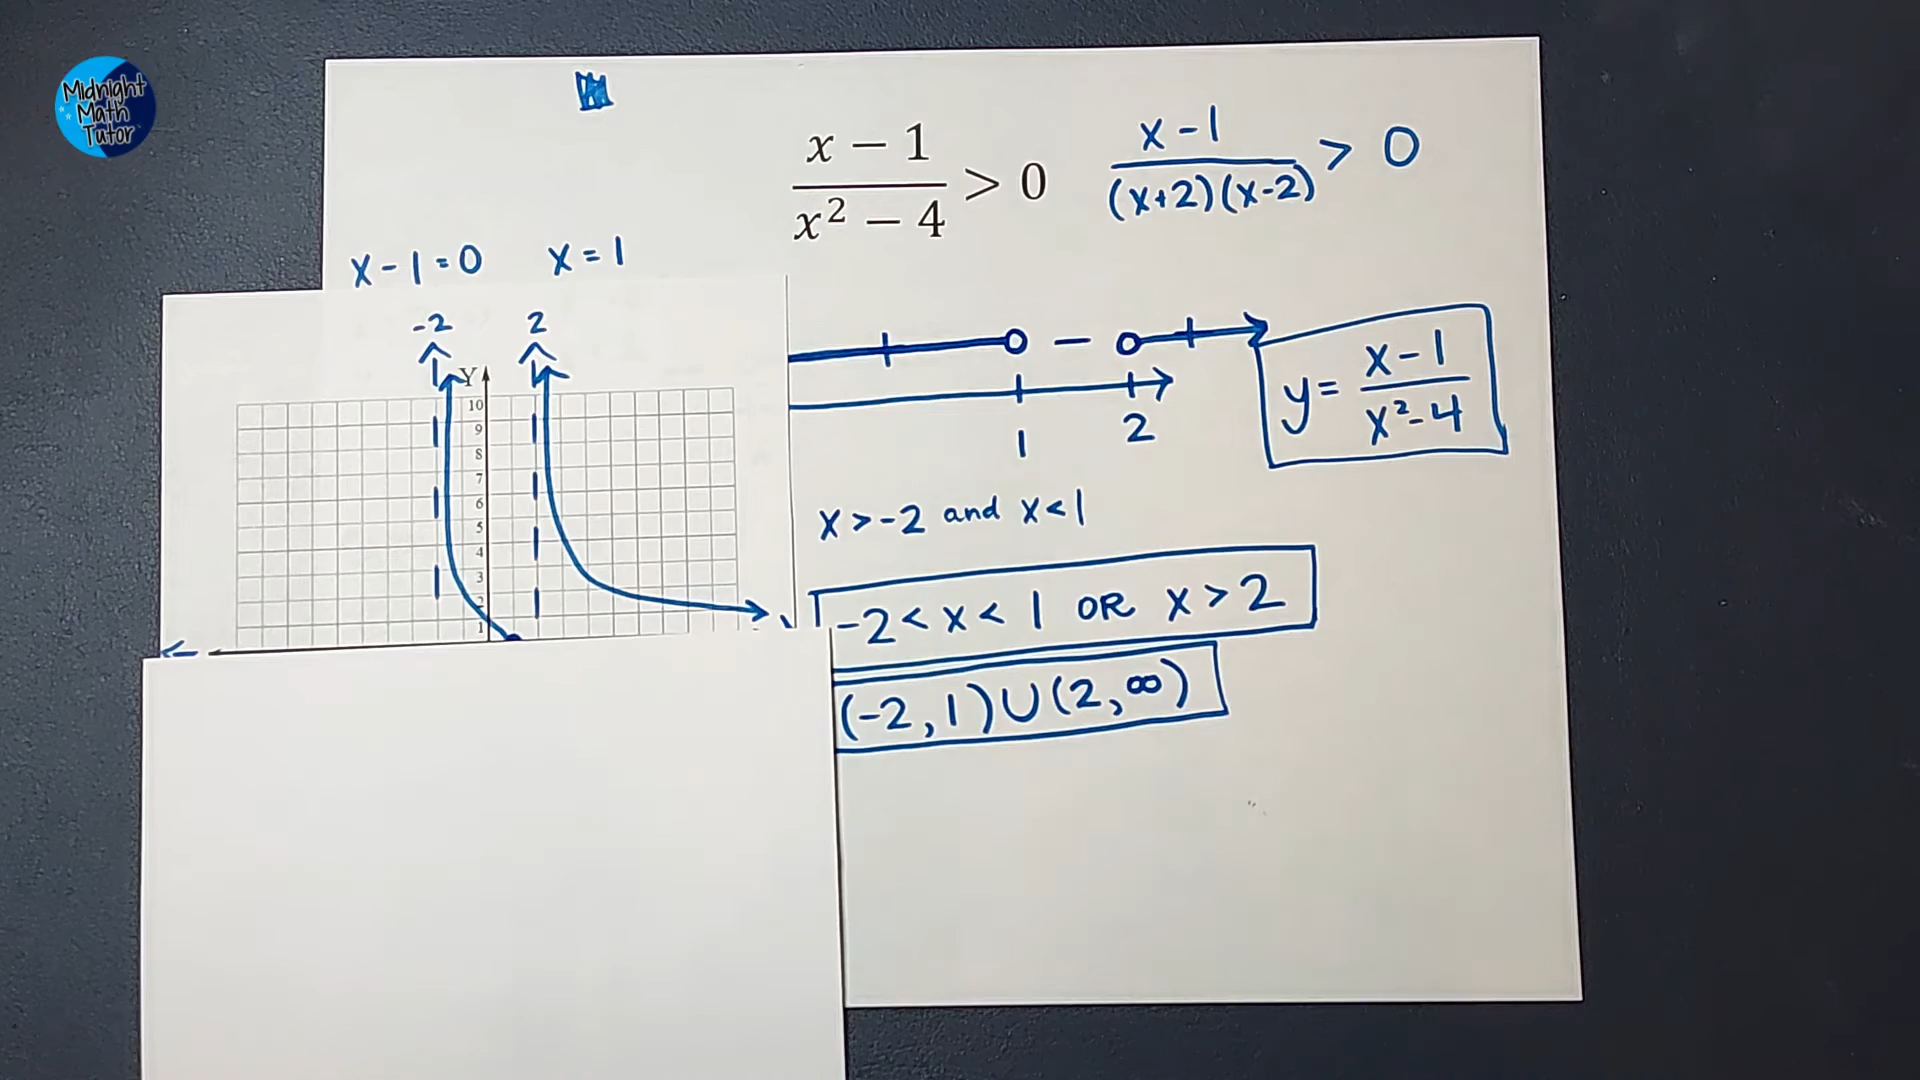 Midnight
Math
Tutor
x − 1
x² − 4
> 0
x - 1
(x+2)(x-2)
> 0
x - 1 = 0
x = 1
-2
2
Y
10
9
8
7
6
5
4
3
2
1
1
2
y = x - 1
x² - 4
x > -2 and x < 1
-2 < x < 1 OR x > 2
(-2, 1) ∪ (2, ∞)